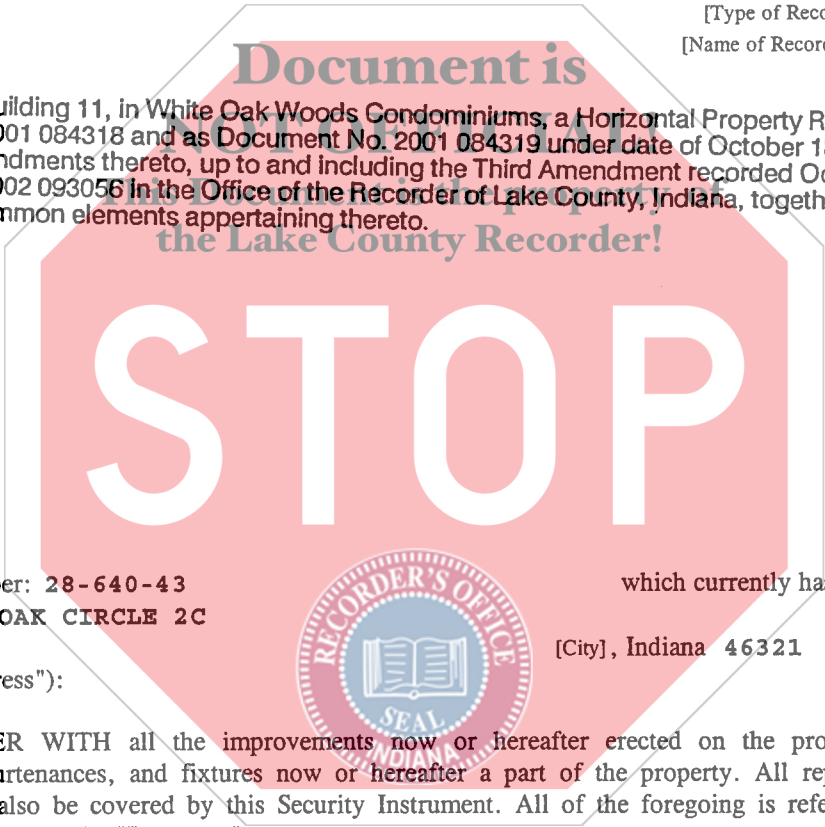 [Type of Reco
[Name of Record
Document is
uilding 11, in White Oak Woods Condominiums, a Horizontal Property R
001 084318 and as Document No. 2001 084319 under date of October 1
NOT OFFICIAL!
ndments thereto, up to and including the Third Amendment recorded Oc
002 093056 in the Office of the Recorder of Lake County, Indiana, togeth
This Document is the property of
mmon elements appertaining thereto.
the Lake County Recorder!
STOP
er: 28-640-43
which currently ha
OAK CIRCLE 2C
RECORDER'S OFFICE
[City], Indiana 46321
ress"):
SEAL
INDIANA
ER WITH all the improvements now or hereafter erected on the pro
urtenances, and fixtures now or hereafter a part of the property. All rep
also be covered by this Security Instrument. All of the foregoing is refe